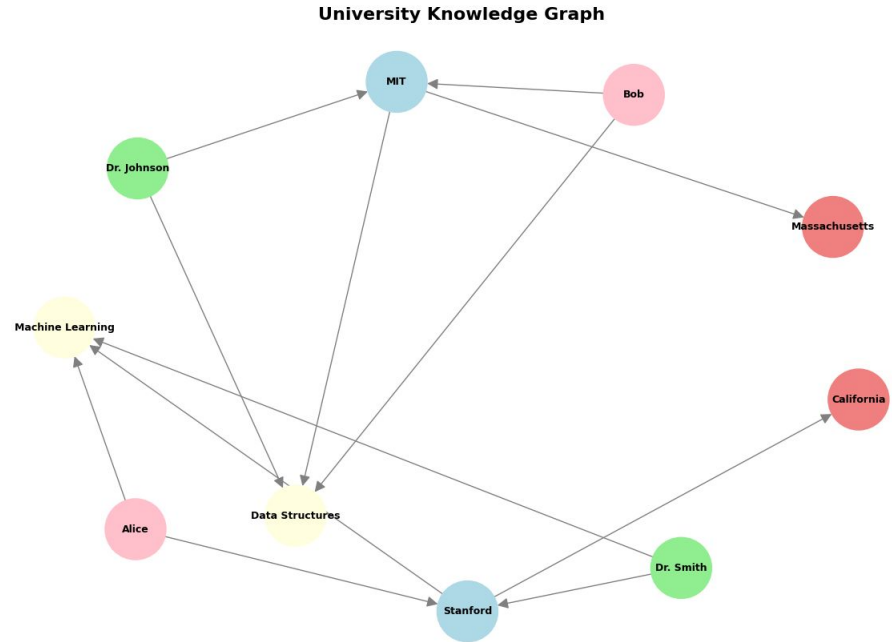 University Knowledge Graph
MIT
Bob
Dr. Johnson
Massachusetts
Machine Learning
California
Data Structures
Alice
Dr. Smith
Stanford